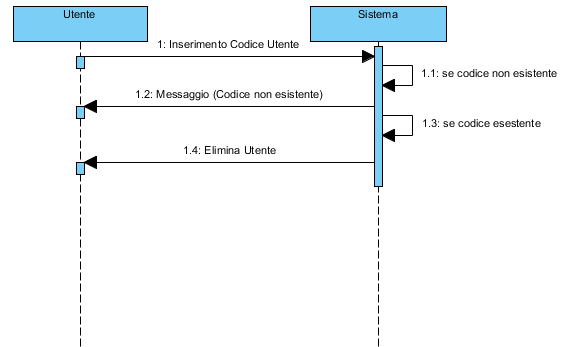 Utente
Sistema
1: Inserimento Codice Utente
1.1: se codice non esistente
1.2: Messaggio (Codice non esistente)
1.3: se codice esestente
1.4: Elimina Utente